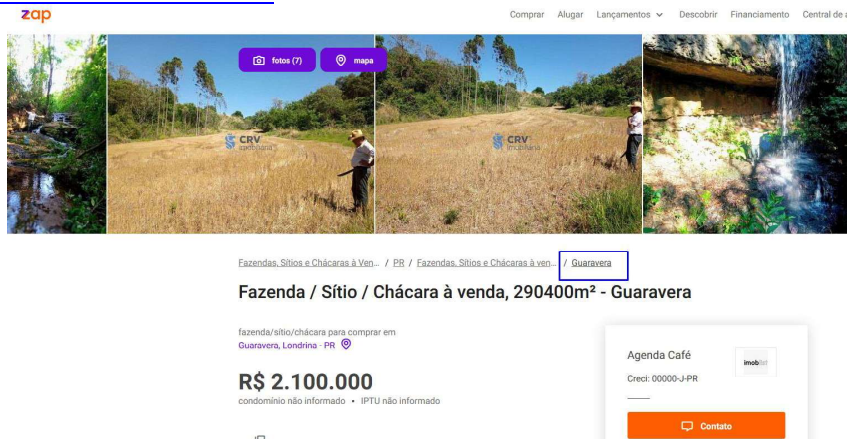 zap
Comprar Alugar Lançamentos Descobrir Financiamento Central de a
fotos (7) mapa
CRV
imobiliária
CRV
imobiliária
Fazendas, Sítios e Chácaras à Ven... / PR / Fazendas, Sítios e Chácaras à ven... / Guaravera
Fazenda / Sítio / Chácara à venda, 290400m² - Guaravera
fazenda/sítio/chácara para comprar em
Guaravera, Londrina - PR
R$ 2.100.000
condomínio não informado • IPTU não informado
Agenda Café
Creci: 00000-J-PR
Contato